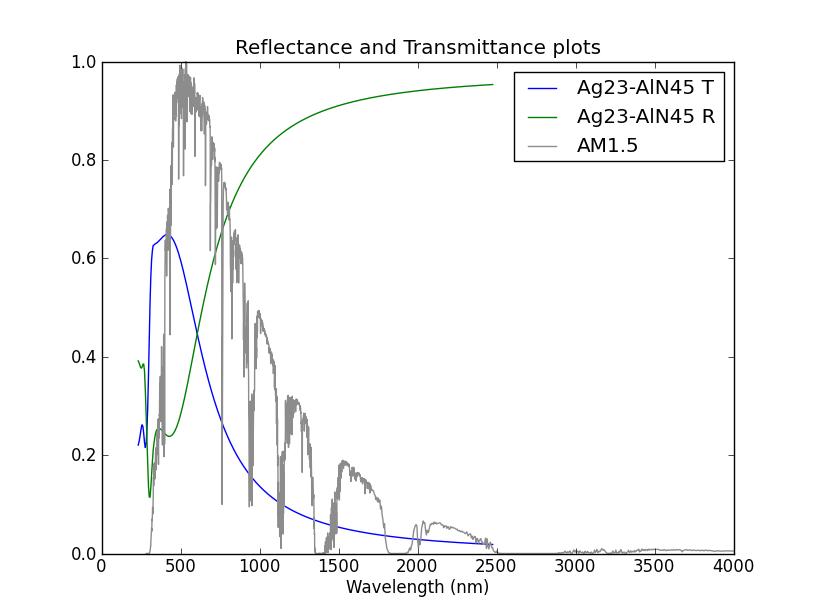 Reflectance and Transmittance plots
1.0
0.8
0.6
0.4
0.2
0.0
Ag23-AlN45 T
Ag23-AlN45 R
AM1.5
0 500 1000 1500 2000 2500 3000 3500 4000
Wavelength (nm)